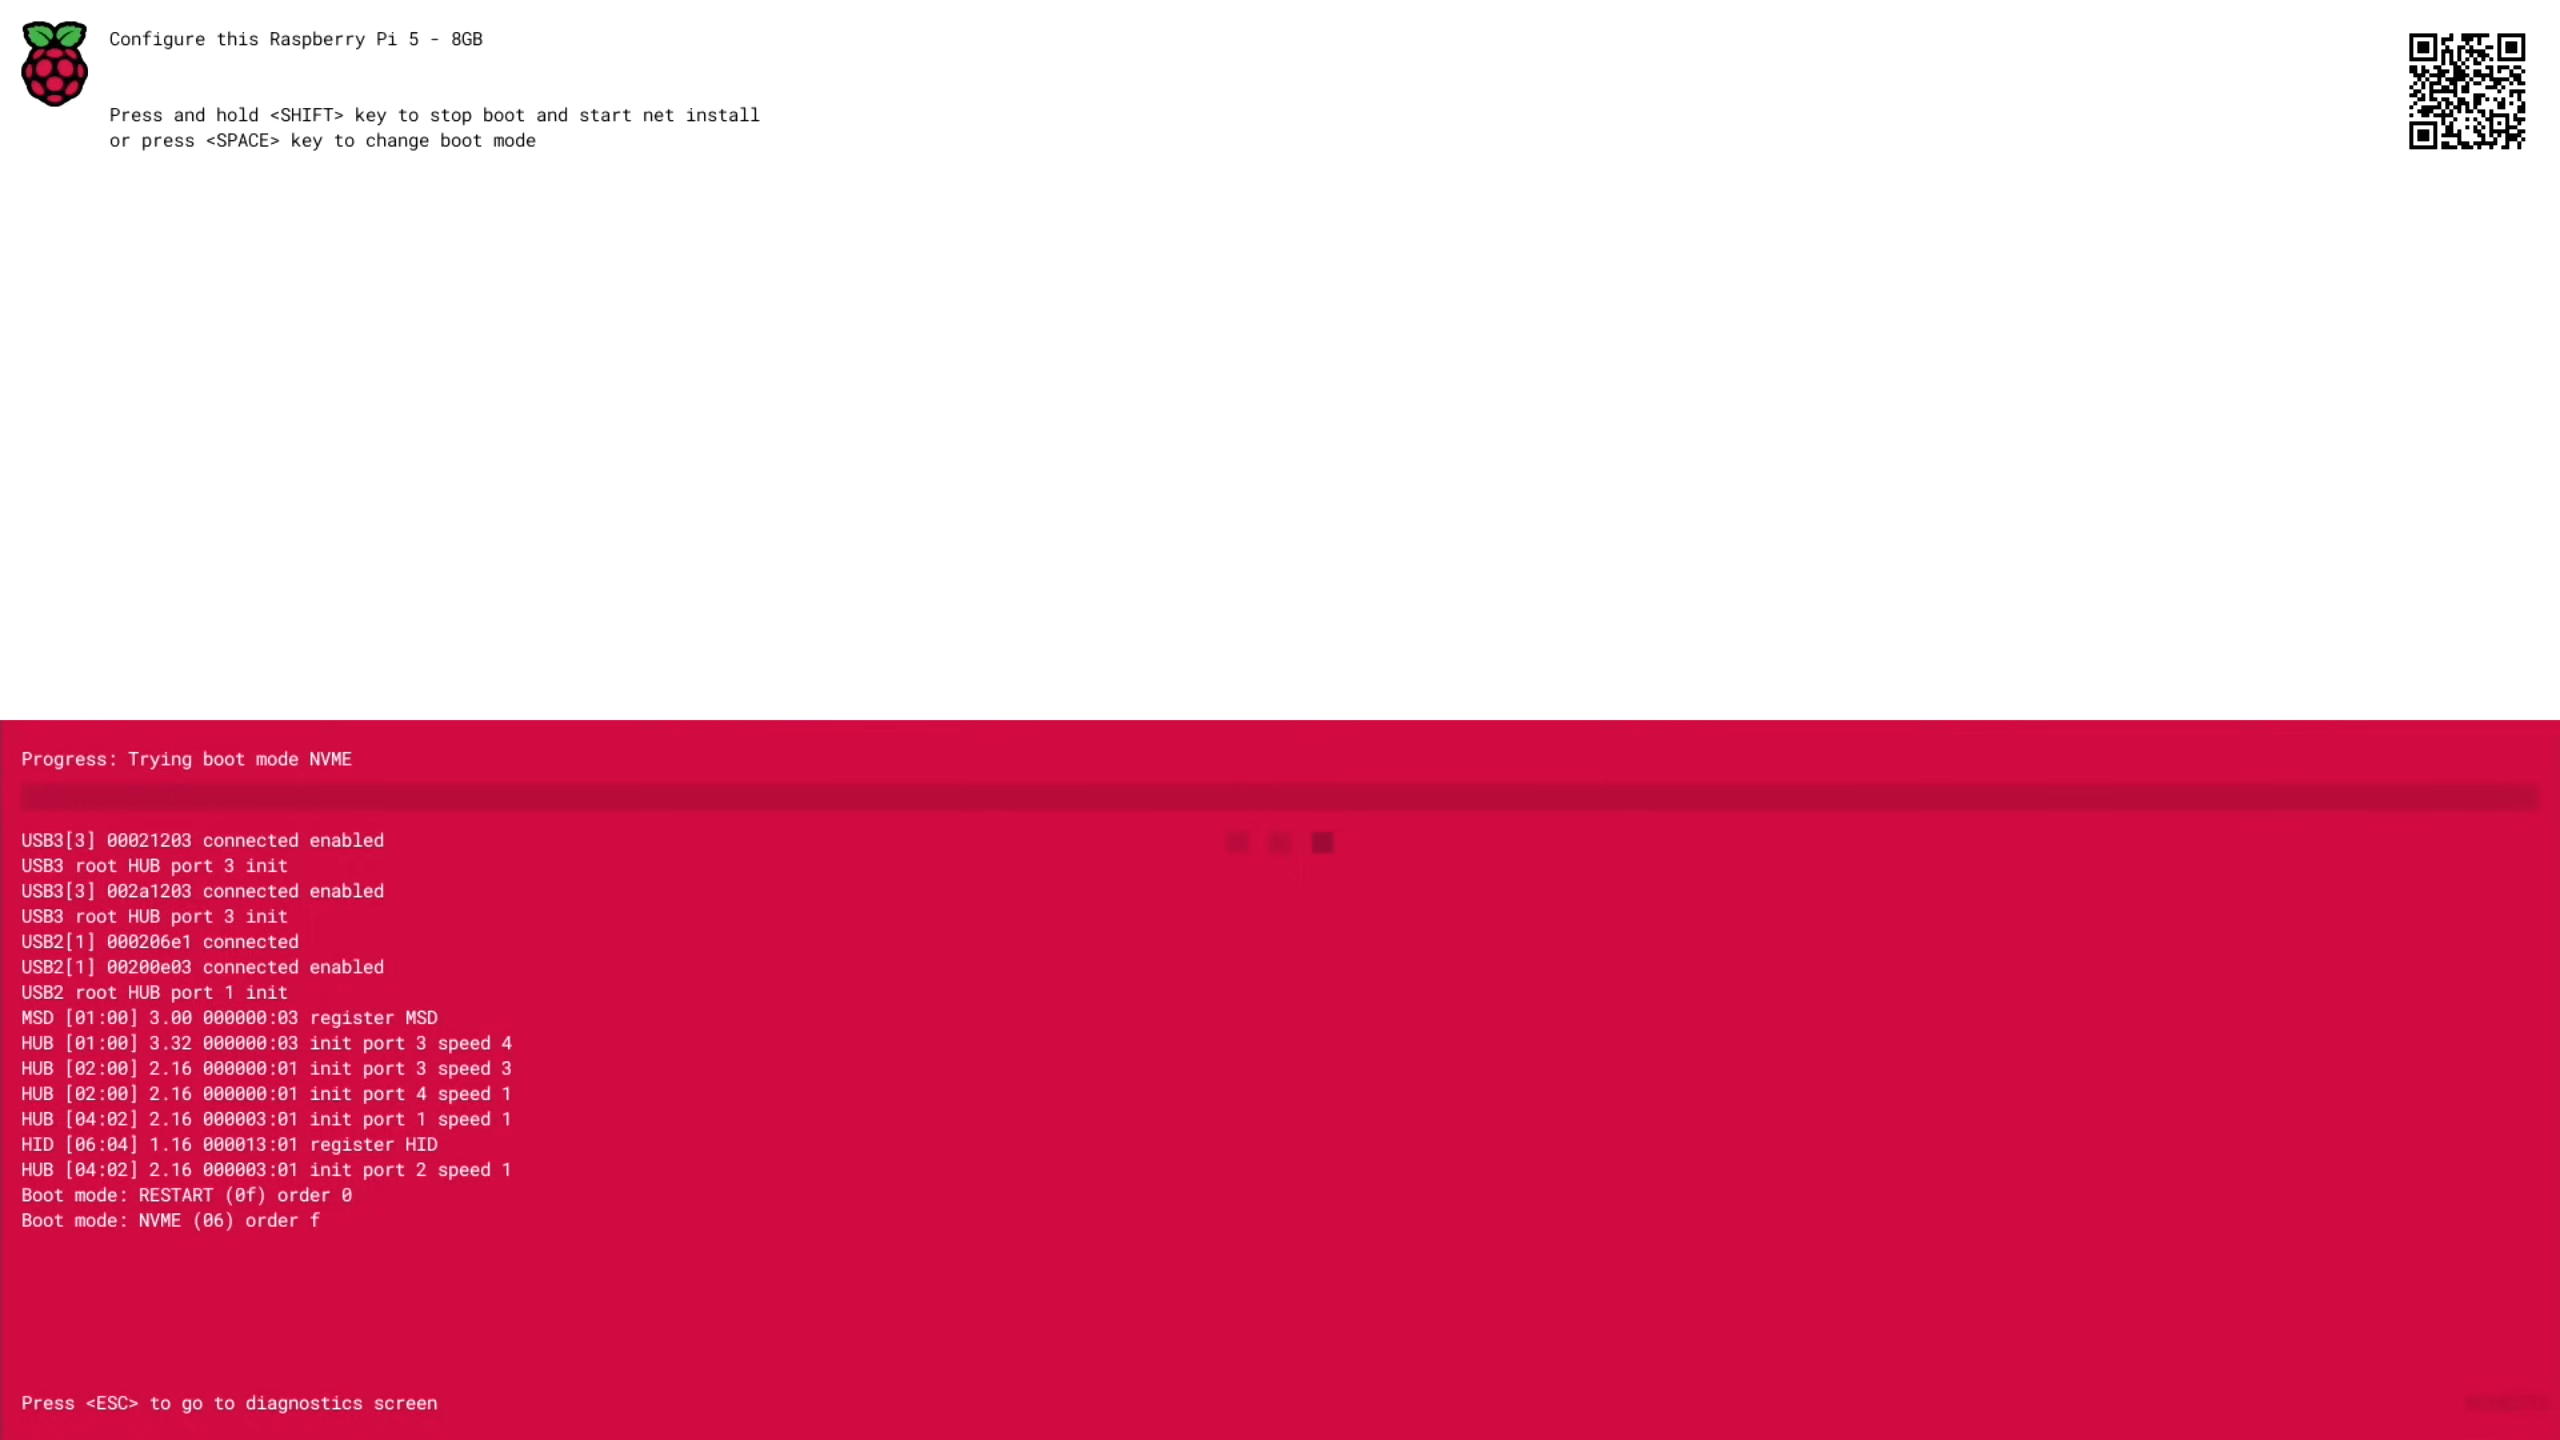 Configure this Raspberry Pi 5 - 8GB
Press and hold <SHIFT> key to stop boot and start net install
or press <SPACE> key to change boot mode
Progress: Trying boot mode NVME
USB3[3] 00021203 connected enabled
USB3 root HUB port 3 init
USB3[3] 002a1203 connected enabled
USB3 root HUB port 3 init
USB2[1] 000206e1 connected
USB2[1] 00200e03 connected enabled
USB2 root HUB port 1 init
MSD [01:00] 3.00 000000:03 register MSD
HUB [01:00] 3.32 000000:03 init port 3 speed 4
HUB [02:00] 2.16 000000:01 init port 3 speed 3
HUB [02:00] 2.16 000000:01 init port 4 speed 1
HUB [04:02] 2.16 000003:01 init port 1 speed 1
HID [06:04] 1.16 000013:01 register HID
HUB [04:02] 2.16 000003:01 init port 2 speed 1
Boot mode: RESTART (0f) order 0
Boot mode: NVME (06) order f
Press <ESC> to go to diagnostics screen